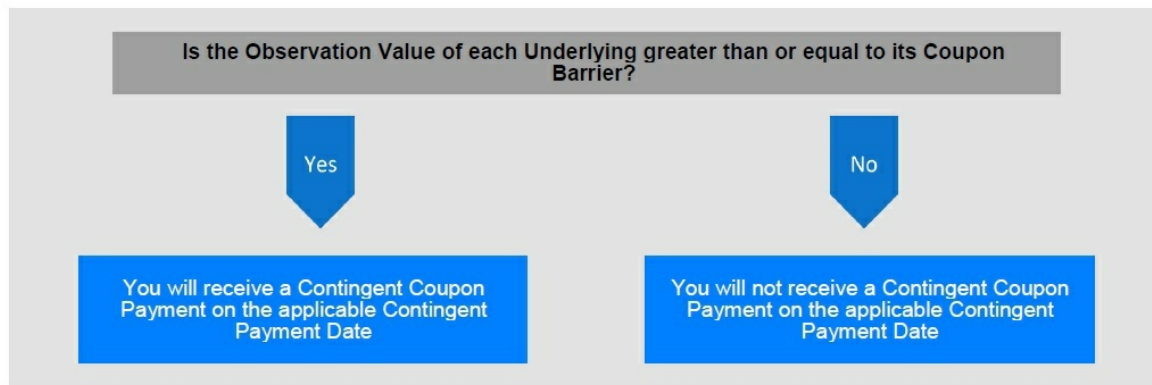 Is the Observation Value of each Underlying greater than or equal to its Coupon
Barrier?
Yes
No
You will receive a Contingent Coupon
Payment on the applicable Contingent
Payment Date
You will not receive a Contingent Coupon
Payment on the applicable Contingent
Payment Date